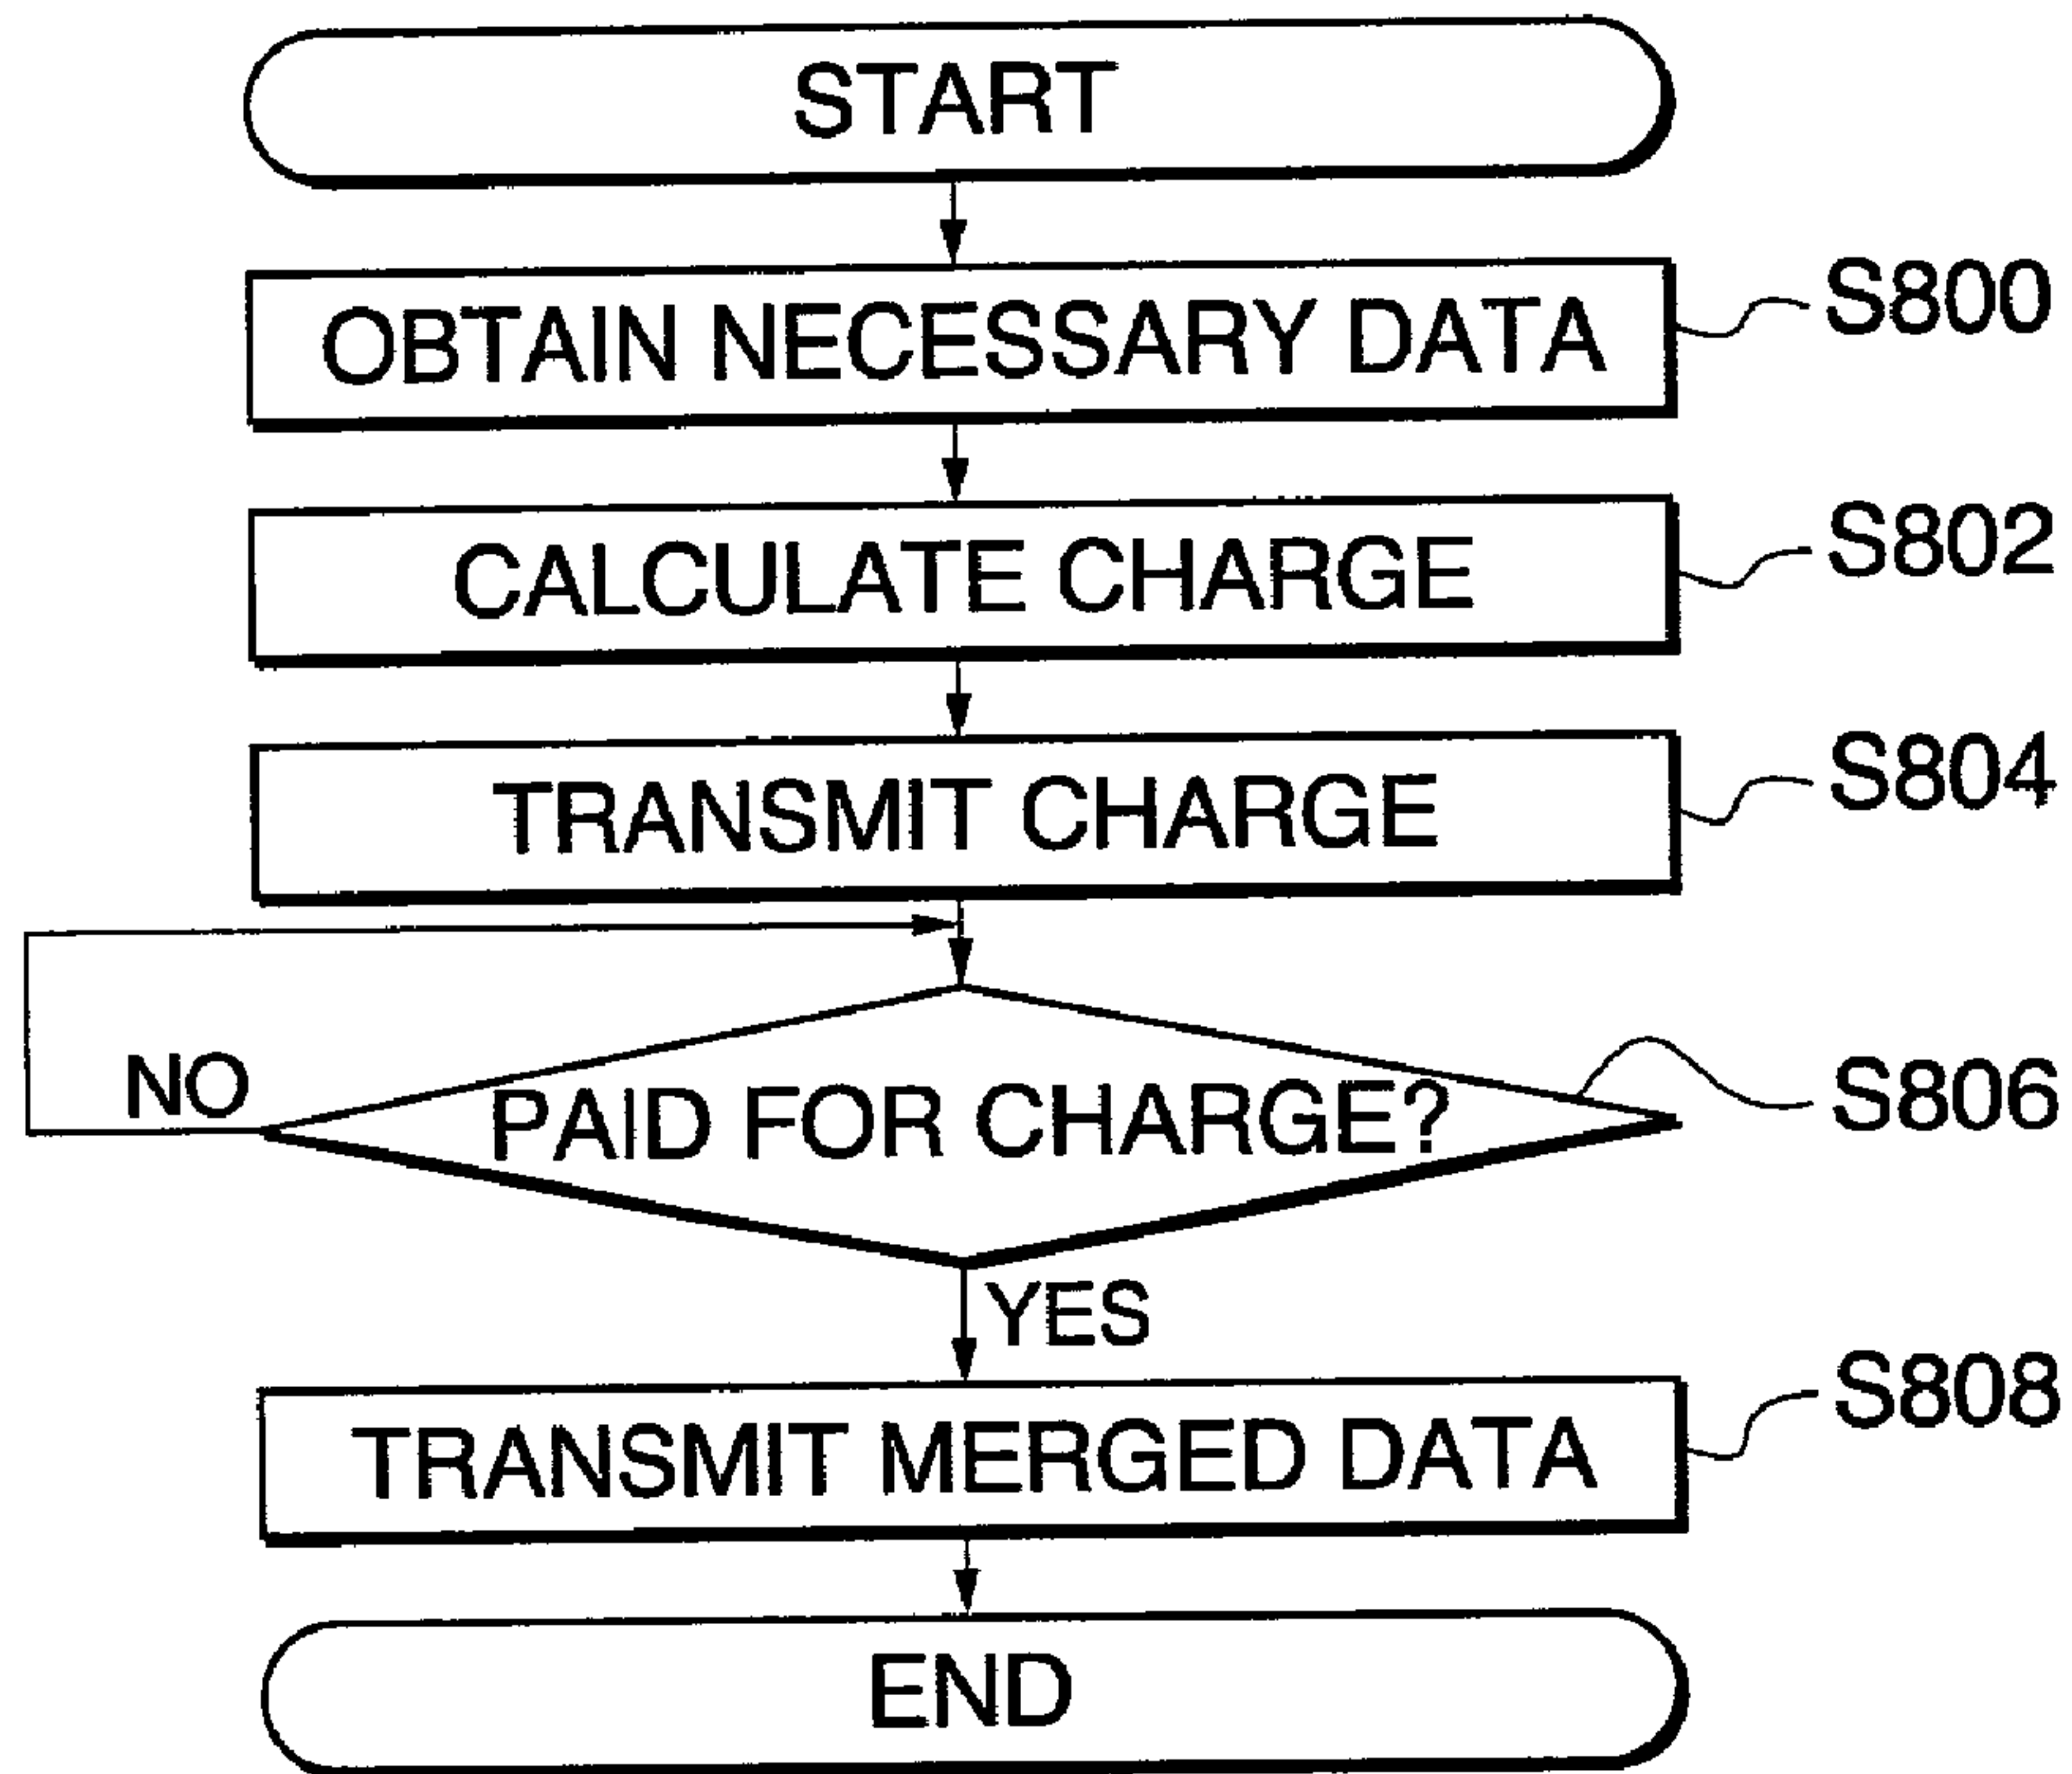 START
OBTAIN NECESSARY DATA
S800
CALCULATE CHARGE
S802
TRANSMIT CHARGE
S804
NO
PAID FOR CHARGE?
S806
YES
TRANSMIT MERGED DATA
S808
END